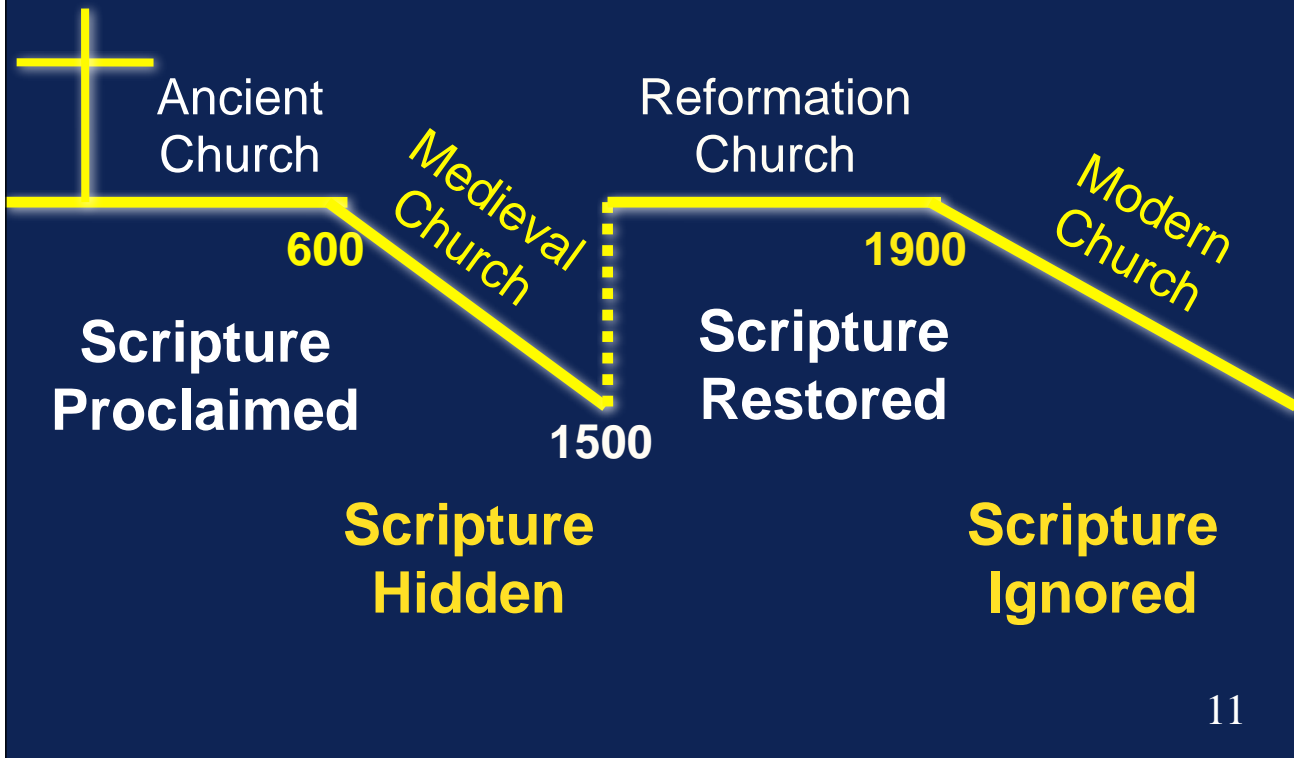 Ancient
Church
Medieval
Church
Reformation
Church
Modern
Church
600
1900
Scripture
Proclaimed
1500
Scripture
Restored
Scripture
Hidden
Scripture
Ignored
11